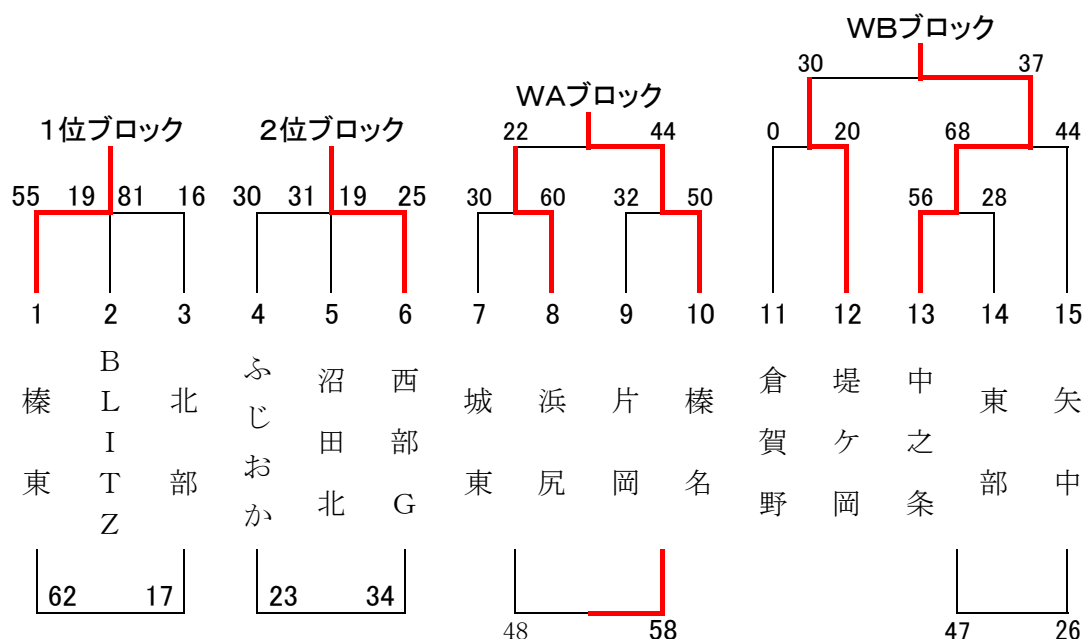 WBブロック
30 37
WAブロック
1位ブロック 2位ブロック 22 44 0 20 68 44
55 19 81 16 30 31 19 25 30 60 32 50 56 28
1 2 3 4 5 6 7 8 9 10 11 12 13 14 15
榛東
BLITZ
北部
ふじおか
沼田北
西部G
城東
浜尻
片岡
榛名
倉賀野
堤ケ岡
中之条
東部
矢中
62 17 23 34
48 58 47 26